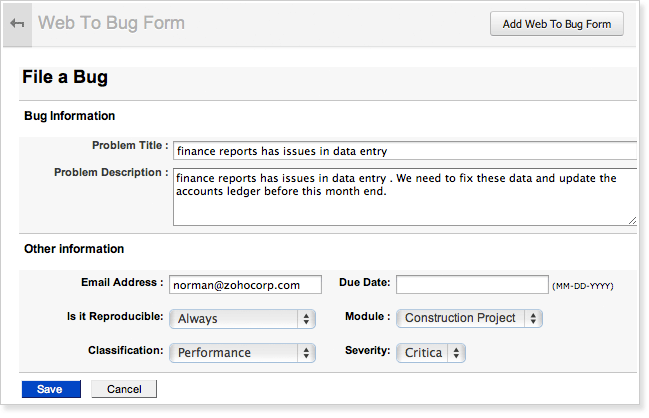 Web To Bug Form
Add Web To Bug Form
File a Bug
Bug Information
Problem Title : finance reports has issues in data entry
Problem Description : finance reports has issues in data entry . We need to fix these data and update the
accounts ledger before this month end.
Other information
Email Address : norman@zohocorp.com Due Date: (MM-DD-YYYY)
Is it Reproducible: Always Module : Construction Project
Classification: Performance Severity: Critica
Save Cancel